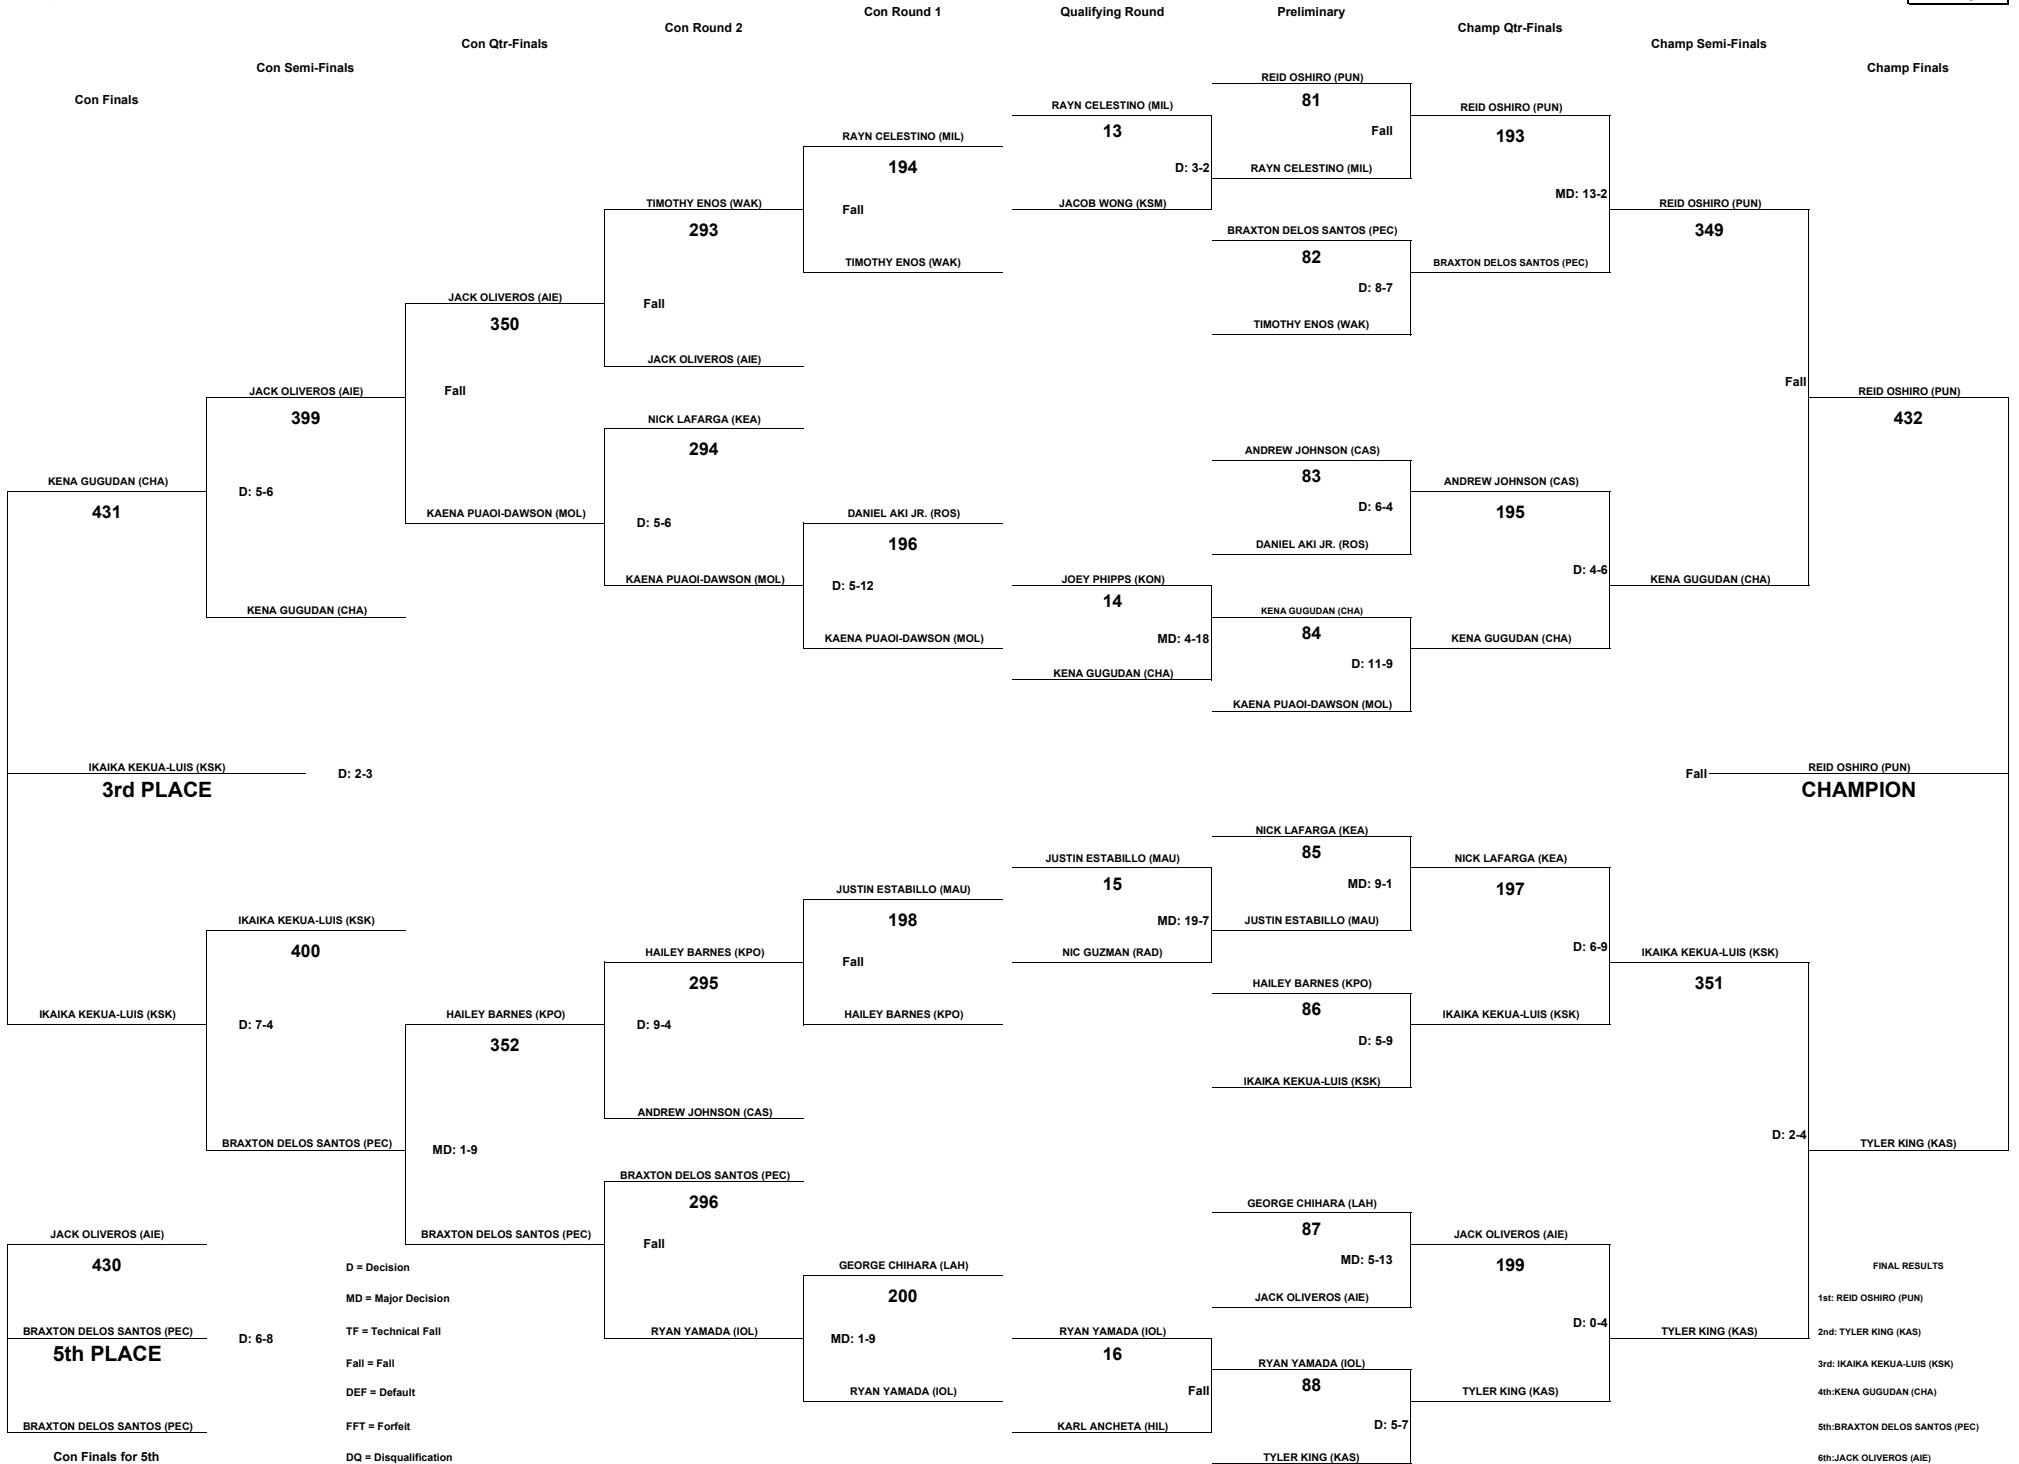 Con Finals
Con Semi-Finals
Con Qtr-Finals
Con Round 2
Con Round 1
Qualifying Round
Preliminary
Champ Qtr-Finals
Champ Semi-Finals
Champ Finals
KENA GUGUDAN (CHA)
431
IKAIKA KEKUA-LUIS (KSK)
D: 2-3
3rd PLACE
IKAIKA KEKUA-LUIS (KSK)
JACK OLIVEROS (AIE)
430
BRAXTON DELOS SANTOS (PEC)
D: 6-8
5th PLACE
BRAXTON DELOS SANTOS (PEC)
Con Finals for 5th
JACK OLIVEROS (AIE)
399
D: 5-6
KENA GUGUDAN (CHA)
IKAIKA KEKUA-LUIS (KSK)
400
D: 7-4
BRAXTON DELOS SANTOS (PEC)
D = Decision
MD = Major Decision
TF = Technical Fall
Fall = Fall
DEF = Default
FFT = Forfeit
DQ = Disqualification
JACK OLIVEROS (AIE)
350
Fall
KAENA PUAOI-DAWSON (MOL)
HAILEY BARNES (KPO)
352
MD: 1-9
BRAXTON DELOS SANTOS (PEC)
TIMOTHY ENOS (WAK)
293
Fall
JACK OLIVEROS (AIE)
NICK LAFARGA (KEA)
294
D: 5-6
KAENA PUAOI-DAWSON (MOL)
HAILEY BARNES (KPO)
295
D: 9-4
ANDREW JOHNSON (CAS)
BRAXTON DELOS SANTOS (PEC)
296
Fall
RYAN YAMADA (IOL)
RAYN CELESTINO (MIL)
194
Fall
TIMOTHY ENOS (WAK)
DANIEL AKI JR. (ROS)
196
D: 5-12
KAENA PUAOI-DAWSON (MOL)
JUSTIN ESTABILLO (MAU)
198
Fall
HAILEY BARNES (KPO)
GEORGE CHIHARA (LAH)
200
MD: 1-9
RYAN YAMADA (IOL)
RAYN CELESTINO (MIL)
13
D: 3-2
JACOB WONG (KSM)
JOEY PHIPPS (KON)
14
MD: 4-18
KENA GUGUDAN (CHA)
JUSTIN ESTABILLO (MAU)
15
MD: 19-7
NIC GUZMAN (RAD)
RYAN YAMADA (IOL)
16
Fall
KARL ANCHETA (HIL)
REID OSHIRO (PUN)
81
Fall
RAYN CELESTINO (MIL)
BRAXTON DELOS SANTOS (PEC)
82
D: 8-7
TIMOTHY ENOS (WAK)
ANDREW JOHNSON (CAS)
83
D: 6-4
DANIEL AKI JR. (ROS)
KENA GUGUDAN (CHA)
84
D: 11-9
KAENA PUAOI-DAWSON (MOL)
NICK LAFARGA (KEA)
85
MD: 9-1
JUSTIN ESTABILLO (MAU)
HAILEY BARNES (KPO)
86
D: 5-9
IKAIKA KEKUA-LUIS (KSK)
GEORGE CHIHARA (LAH)
87
MD: 5-13
JACK OLIVEROS (AIE)
RYAN YAMADA (IOL)
88
D: 5-7
TYLER KING (KAS)
REID OSHIRO (PUN)
193
MD: 13-2
BRAXTON DELOS SANTOS (PEC)
ANDREW JOHNSON (CAS)
195
D: 4-6
KENA GUGUDAN (CHA)
NICK LAFARGA (KEA)
197
D: 6-9
IKAIKA KEKUA-LUIS (KSK)
JACK OLIVEROS (AIE)
199
D: 0-4
TYLER KING (KAS)
REID OSHIRO (PUN)
349
Fall
KENA GUGUDAN (CHA)
IKAIKA KEKUA-LUIS (KSK)
351
D: 2-4
TYLER KING (KAS)
REID OSHIRO (PUN)
432
Fall
REID OSHIRO (PUN)
CHAMPION
TYLER KING (KAS)
FINAL RESULTS
1st: REID OSHIRO (PUN)
2nd: TYLER KING (KAS)
3rd: IKAIKA KEKUA-LUIS (KSK)
4th:KENA GUGUDAN (CHA)
5th:BRAXTON DELOS SANTOS (PEC)
6th:JACK OLIVEROS (AIE)